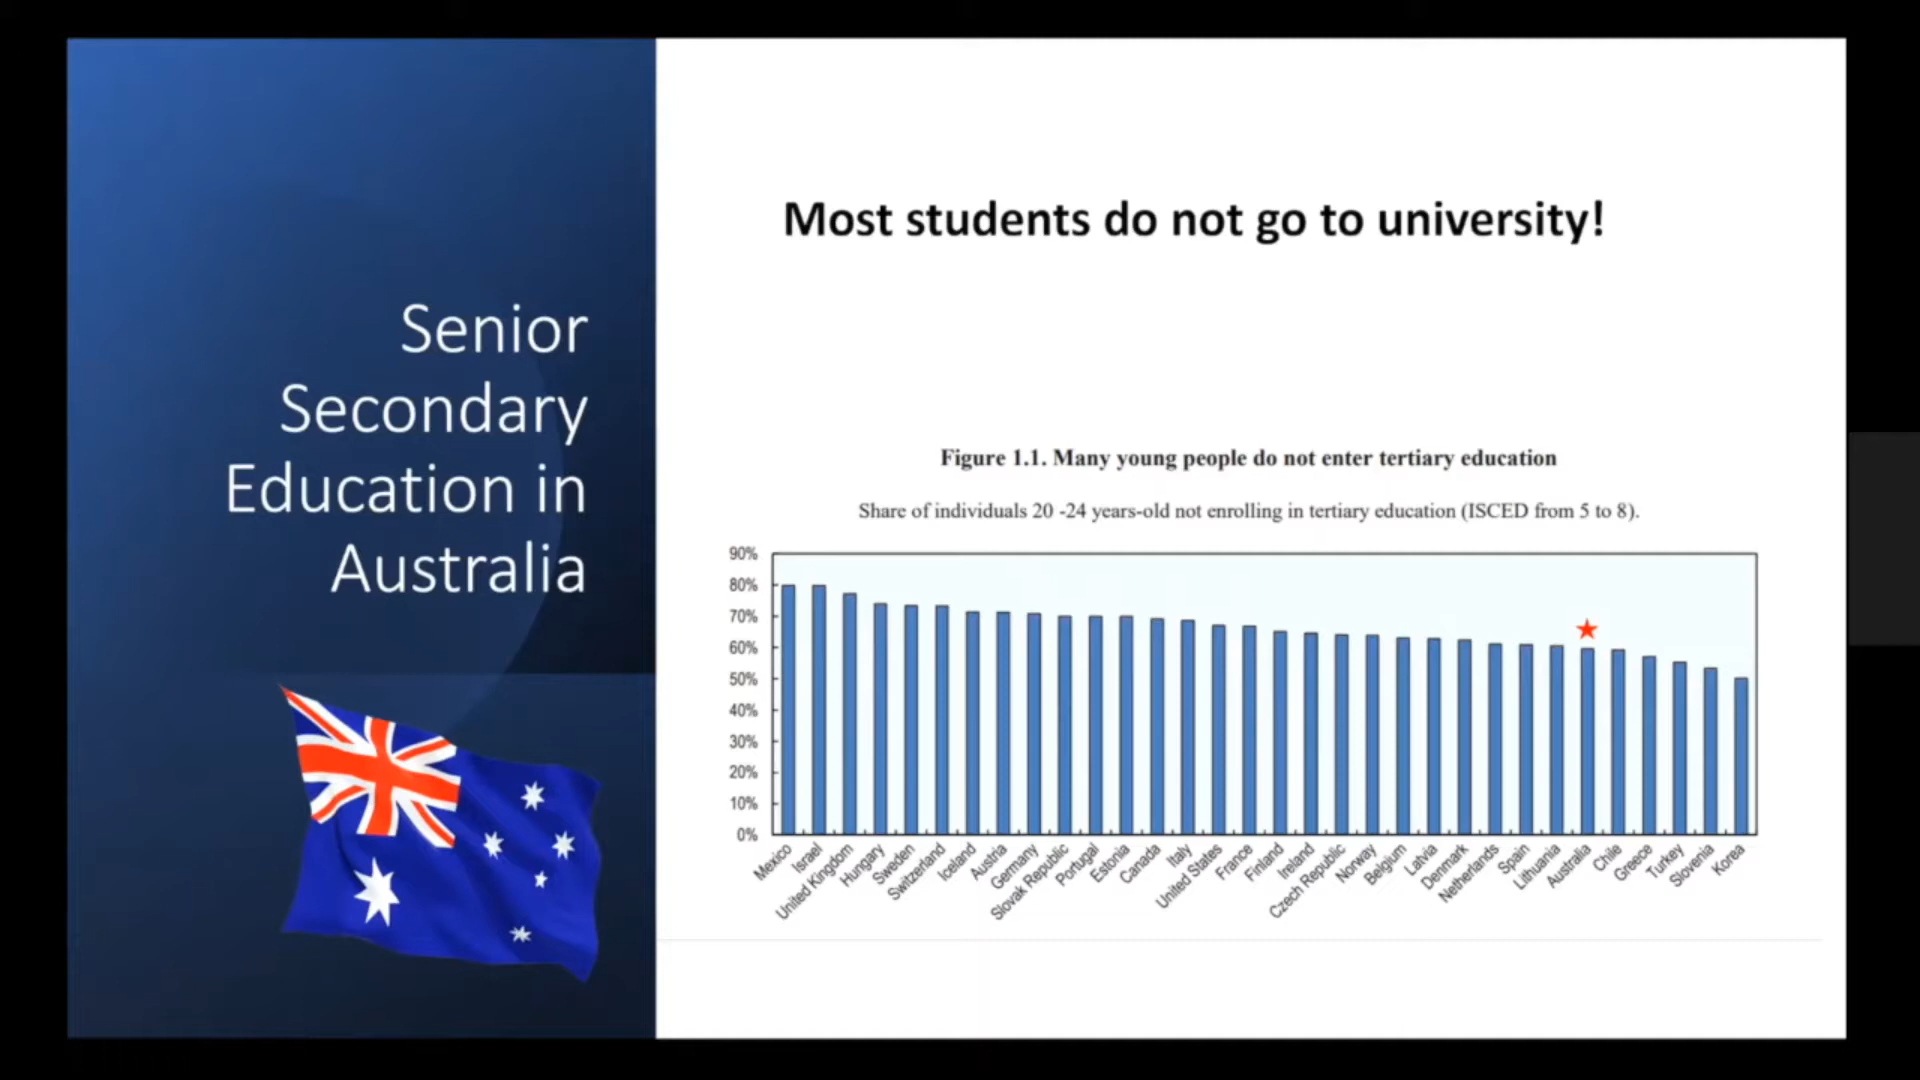 Senior
Secondary
Education in
Australia
Most students do not go to university!
Figure 1.1. Many young people do not enter tertiary education
Share of individuals 20 -24 years-old not enrolling in tertiary education (ISCED from 5 to 8).
90%
80%
70%
60%
50%
40%
30%
20%
10%
0%
Mexico
Israel
United Kingdom
Hungary
Sweden
Switzerland
Iceland
Austria
Germany
Slovak Republic
Portugal
Estonia
Canada
Italy
United States
France
Finland
Ireland
Czech Republic
Norway
Belgium
Latvia
Denmark
Netherlands
Spain
Lithuania
Australia
Chile
Greece
Turkey
Slovenia
Korea